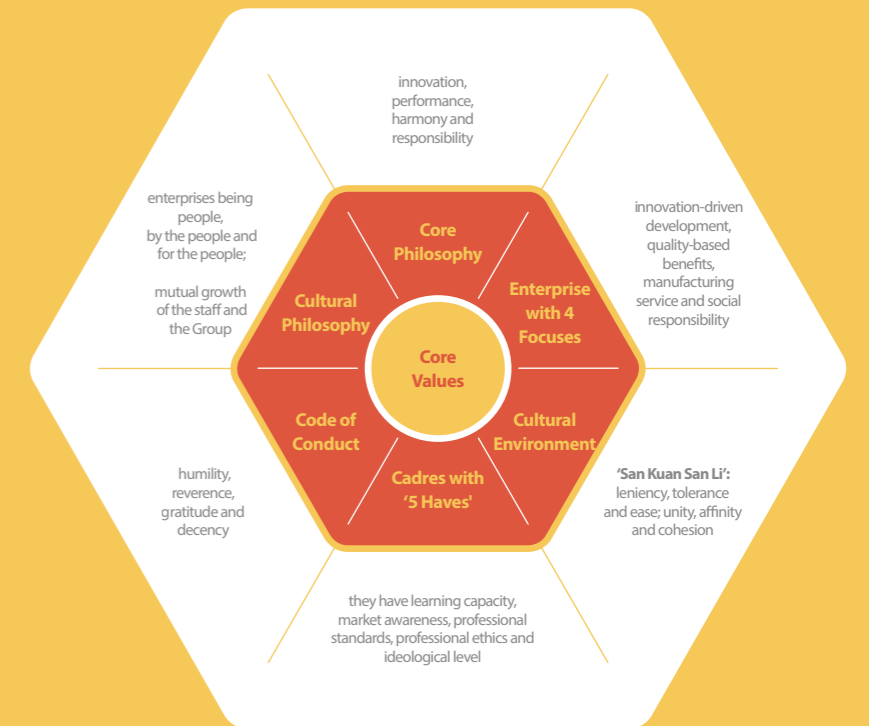 innovation,
performance,
harmony and
responsibility
enterprises being
people,
by the people and
for the people;
mutual growth
of the staff and
the Group
innovation-driven
development,
quality-based
benefits,
manufacturing
service and social
responsibility
Core
Philosophy
Cultural
Philosophy
Enterprise
with 4
Focuses
Core
Values
Code of
Conduct
Cultural
Environment
Cadres with
‘5 Haves'
humility,
reverence,
gratitude and
decency
‘San Kuan San Li’:
leniency, tolerance
and ease; unity, affinity
and cohesion
they have learning capacity,
market awareness, professional
standards, professional ethics and
ideological level